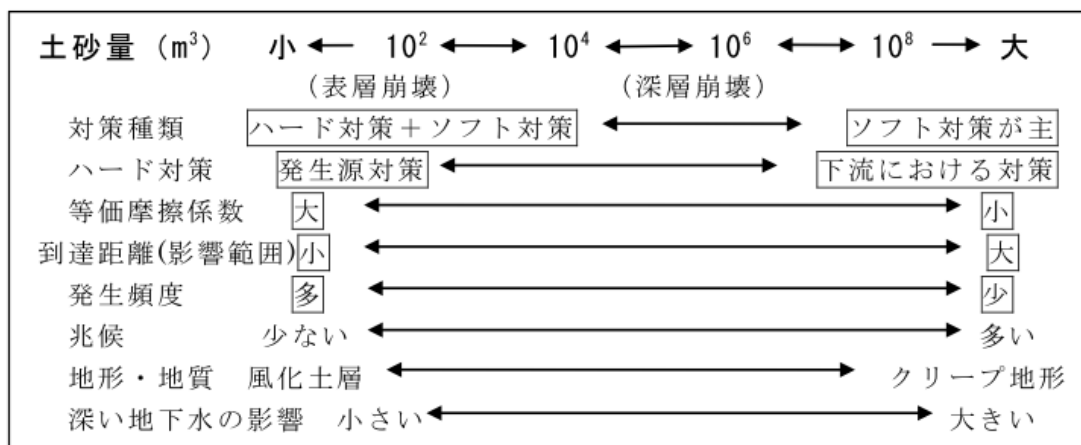 土砂量（m³） 小 10² 10⁴ 10⁶ 10⁸ 大
（表層崩壊） （深層崩壊）
対策種類 ハード対策＋ソフト対策 ソフト対策が主
ハード対策 発生源対策 下流における対策
等価摩擦係数 大 小
到達距離(影響範囲) 小 大
発生頻度 多 少
兆候 少ない 多い
地形・地質 風化土層 クリープ地形
深い地下水の影響 小さい 大きい